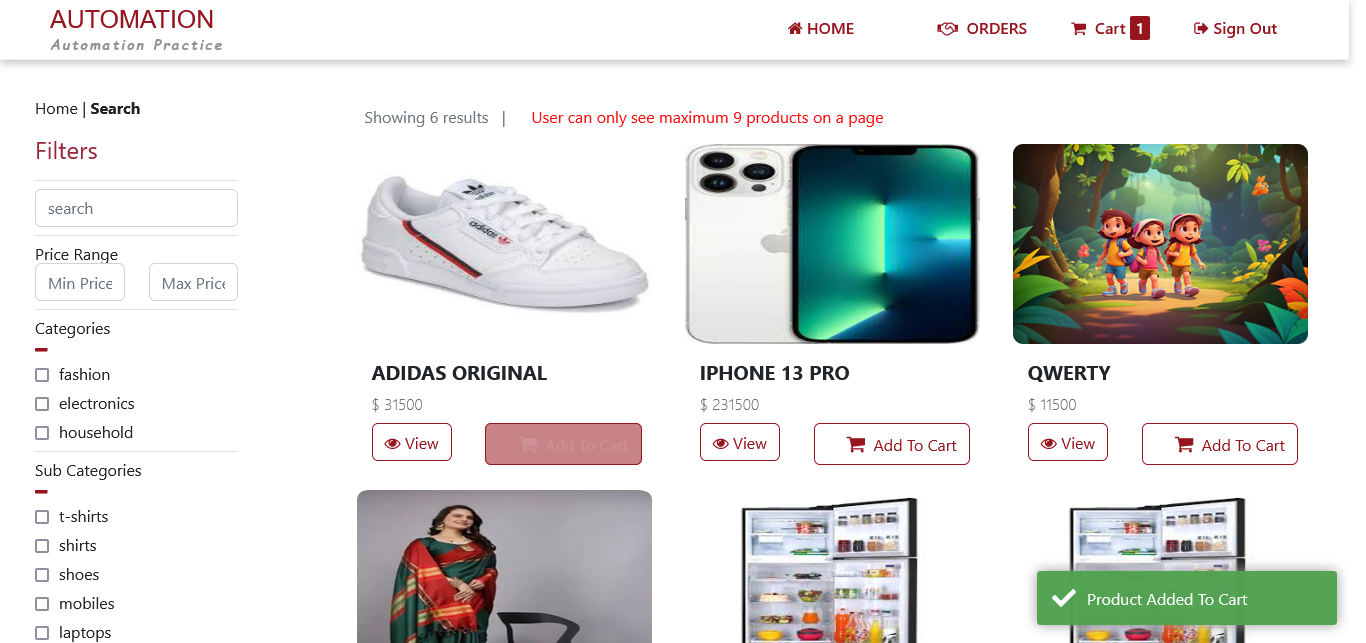 AUTOMATION
Automation Practice
HOME
ORDERS
Cart 1
Sign Out
Home | Search
Showing 6 results |
User can only see maximum 9 products on a page
Filters
search
Price Range
Min Price
Max Price
Categories
fashion
electronics
household
Sub Categories
t-shirts
shirts
shoes
mobiles
laptops
adidas
ADIDAS ORIGINAL
$ 31500
View
Add To Cart
IPHONE 13 PRO
$ 231500
View
Add To Cart
QWERTY
$ 11500
View
Add To Cart
Product Added To Cart